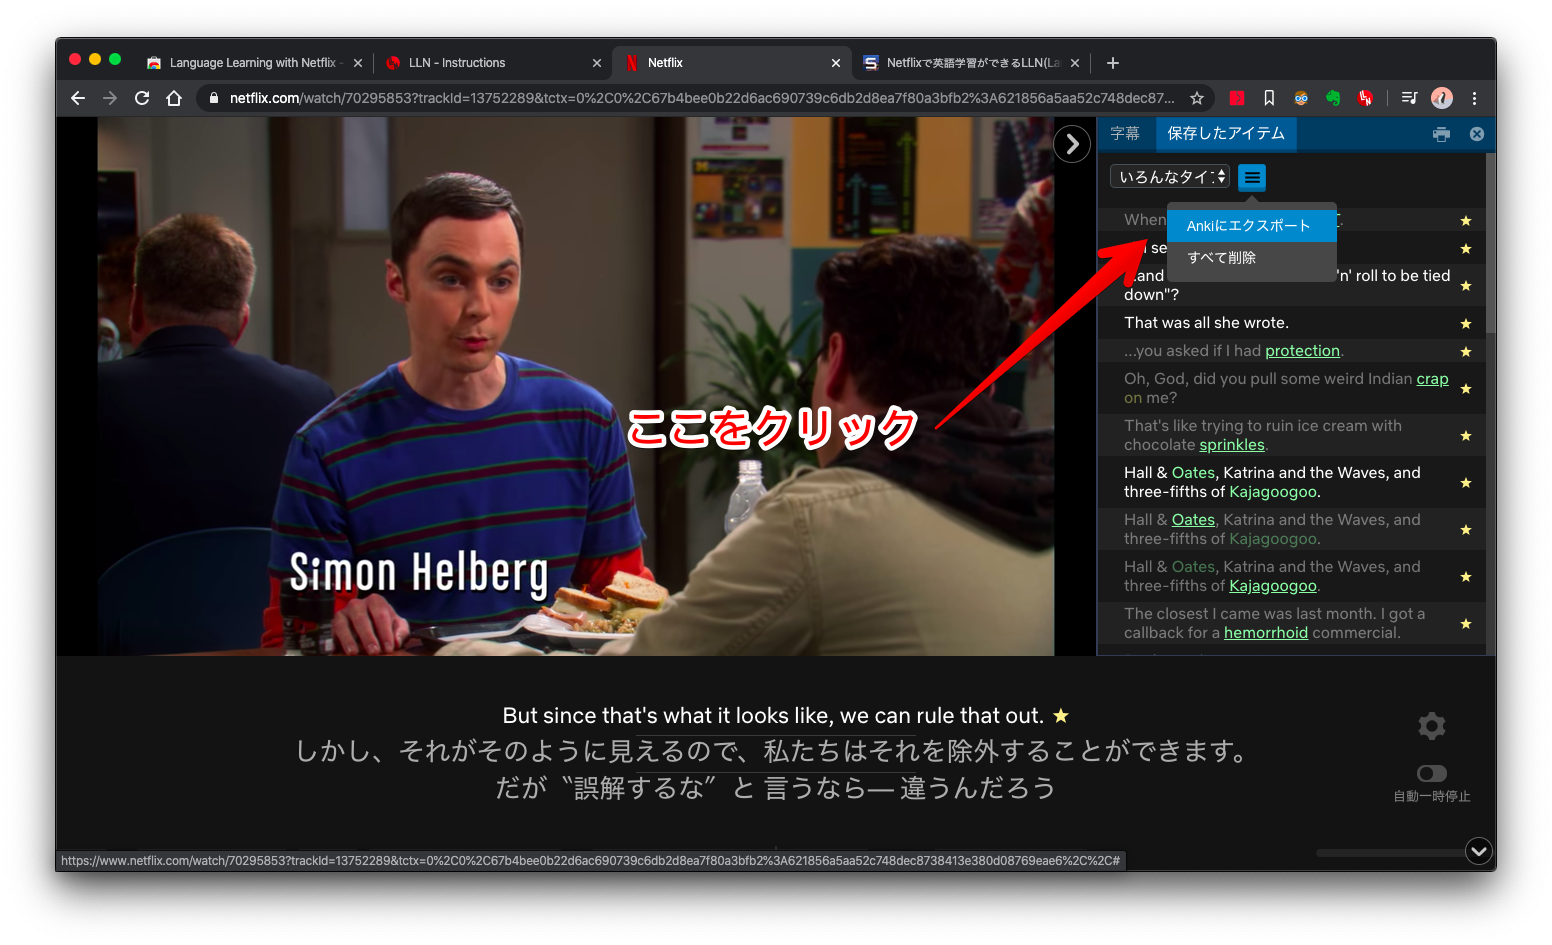 Language Learning with Netflix -
LLN - Instructions
Netflix
Netflixで英語学習ができるLLN(La
netflix.com/watch/70295853?trackId=13752289&tctx=0%2C0%2C67b4bee0b22d6ac690739c6db2d8ea7f80a3bfb2%3A621856a5aa52c748dec87...
字幕
保存したアイテム
いろんなタイプ
When
Ankiにエクスポート
se
すべて削除
...and
'n' roll to be tied
down"?
That was all she wrote.
...you asked if I had protection.
Oh, God, did you pull some weird Indian crap
on me?
That's like trying to ruin ice cream with
chocolate sprinkles.
Hall & Oates, Katrina and the Waves, and
three-fifths of Kajagoogoo.
Hall & Oates, Katrina and the Waves, and
three-fifths of Kajagoogoo.
Hall & Oates, Katrina and the Waves, and
three-fifths of Kajagoogoo.
The closest I came was last month. I got a
callback for a hemorrhoid commercial.
ここをクリック
Simon Helberg
But since that's what it looks like, we can rule that out.
しかし、それがそのように見えるので、私たちはそれを除外することができます。
だが〝誤解するな〞と 言うなら― 違うんだろう
自動一時停止
https://www.netflix.com/watch/70295853?trackId=13752289&tctx=0%2C0%2C67b4bee0b22d6ac690739c6db2d8ea7f80a3bfb2%3A621856a5aa52c748dec8738413e380d08769eae6%2C%2C#